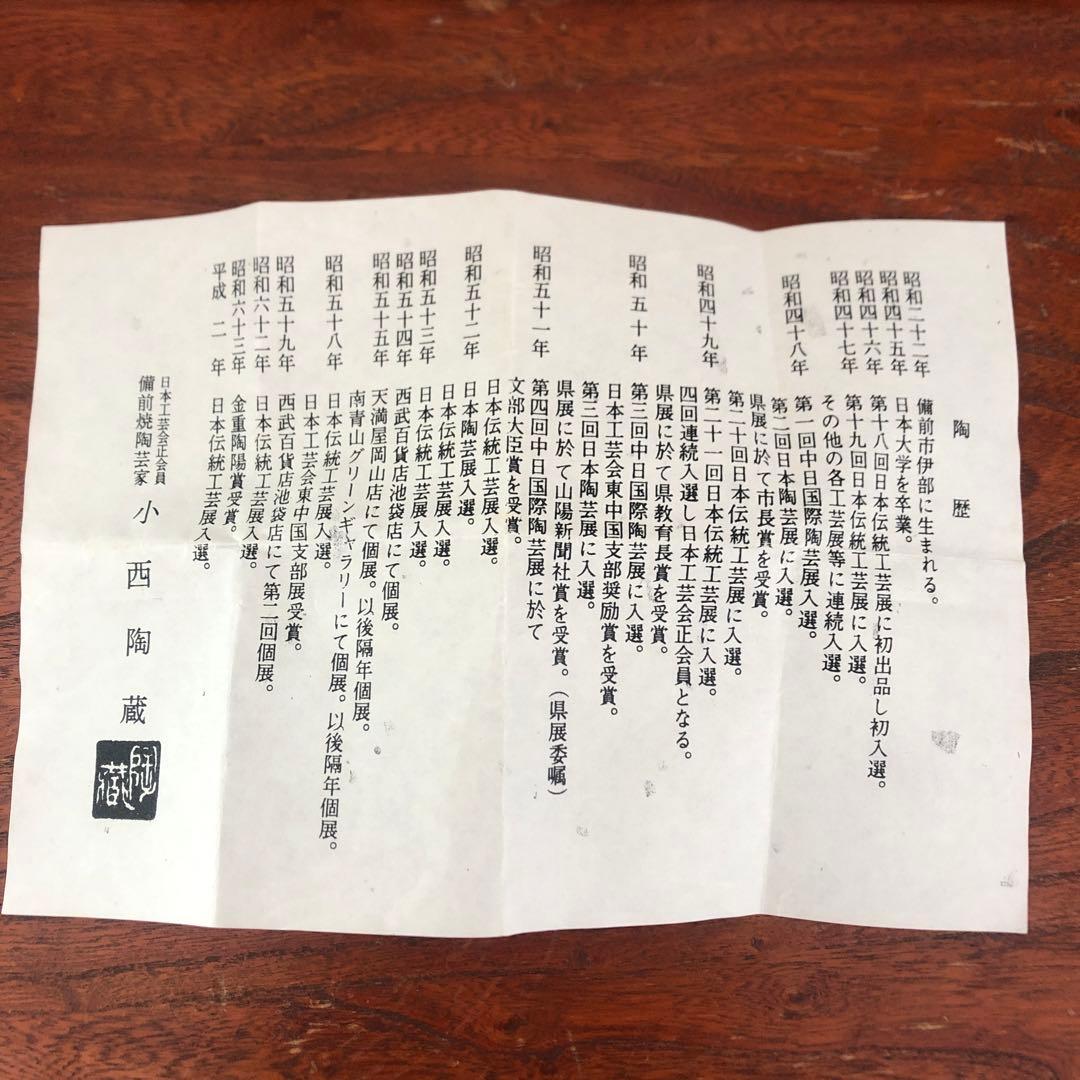 陶歴
昭和二十二年 備前市伊部に生まれる。
昭和四十五年 日本大学を卒業。
昭和四十六年 第十八回日本伝統工芸展に初出品し初入選。
昭和四十七年 第十九回日本伝統工芸展に入選。
その他の各工芸展等に連続入選。
昭和四十八年 第一回中日国際陶芸展入選。
第二回日本陶芸展に入選。
県展に於て市長賞を受賞。
第二十回日本伝統工芸展に入選。
昭和四十九年 第二十一回日本伝統工芸展に入選。
四回連続入選し日本工芸会正会員となる。
県展に於て県教育長賞を受賞。
昭和五十年 第三回中日国際陶芸展に入選。
日本工芸会東中国支部奨励賞を受賞。
第三回日本陶芸展に入選。
県展に於て山陽新聞社賞を受賞。(県展委嘱)
昭和五十一年 第四回中日国際陶芸展に於て
文部大臣賞を受賞。
日本伝統工芸展入選。
昭和五十二年 日本陶芸展入選。
日本伝統工芸展入選。
昭和五十三年 日本伝統工芸展入選。
昭和五十四年 西武百貨店池袋店にて個展。
昭和五十五年 天満屋岡山店にて個展。以後隔年個展。
南青山グリーンギャラリーにて個展。以後隔年個展。
昭和五十八年 日本伝統工芸展入選。
日本工芸会東中国支部展受賞。
昭和五十九年 西武百貨店池袋店にて第二回個展。
昭和六十二年 日本伝統工芸展入選。
昭和六十三年 金重陶陽賞受賞。
平成二年 日本伝統工芸展入選。
日本工芸会正会員
備前焼陶芸家 小西陶蔵
陶蔵